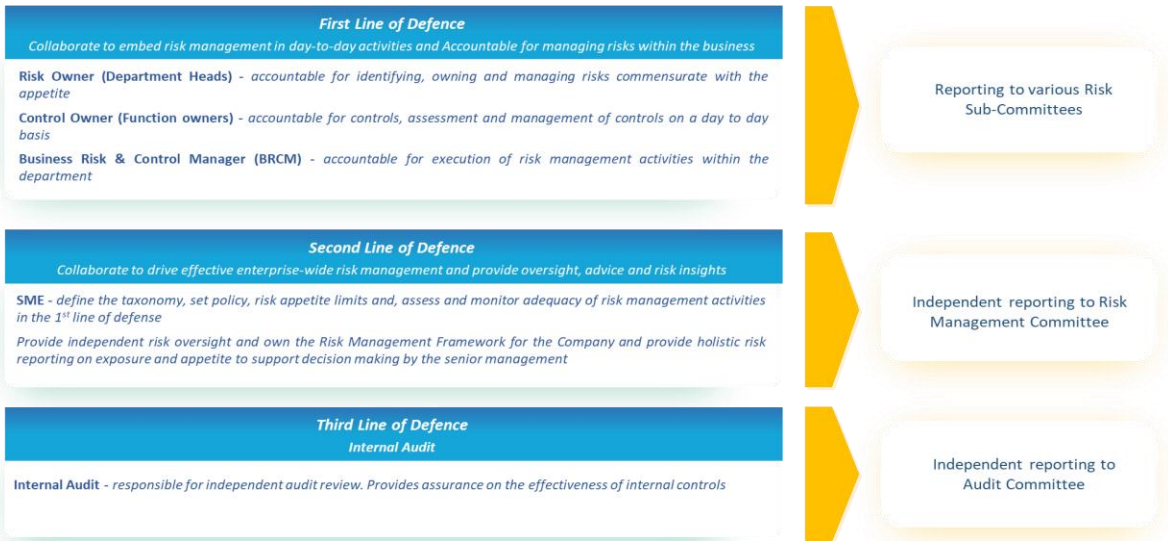 First Line of Defence
Collaborate to embed risk management in day-to-day activities and Accountable for managing risks within the business
Risk Owner (Department Heads) - accountable for identifying, owning and managing risks commensurate with the
appetite
Control Owner (Function owners) - accountable for controls, assessment and management of controls on a day to day
basis
Business Risk & Control Manager (BRCM) - accountable for execution of risk management activities within the
department
Reporting to various Risk
Sub-Committees
Second Line of Defence
Collaborate to drive effective enterprise-wide risk management and provide oversight, advice and risk insights
SME - define the taxonomy, set policy, risk appetite limits and, assess and monitor adequacy of risk management activities
in the 1st line of defense
Provide independent risk oversight and own the Risk Management Framework for the Company and provide holistic risk
reporting on exposure and appetite to support decision making by the senior management
Independent reporting to Risk
Management Committee
Third Line of Defence
Internal Audit
Internal Audit - responsible for independent audit review. Provides assurance on the effectiveness of internal controls
Independent reporting to
Audit Committee